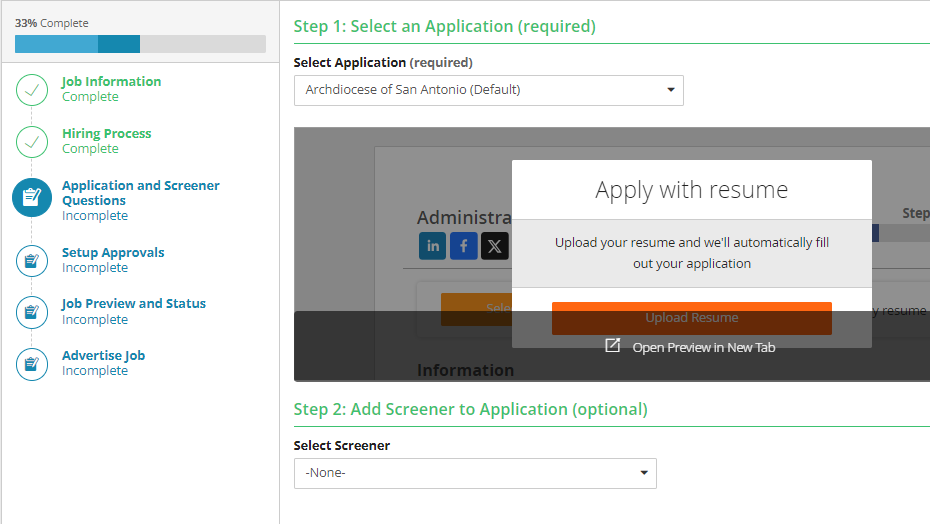 33% Complete
Job Information
Complete
Hiring Process
Complete
Application and Screener
Questions
Incomplete
Setup Approvals
Incomplete
Job Preview and Status
Incomplete
Advertise Job
Incomplete
Step 1: Select an Application (required)
Select Application (required)
Archdiocese of San Antonio (Default)
Administra
in f X
Step
Apply with resume
Upload your resume and we'll automatically fill
out your application
Sele
y resume
Upload Resume
Open Preview in New Tab
Information
Step 2: Add Screener to Application (optional)
Select Screener
-None-